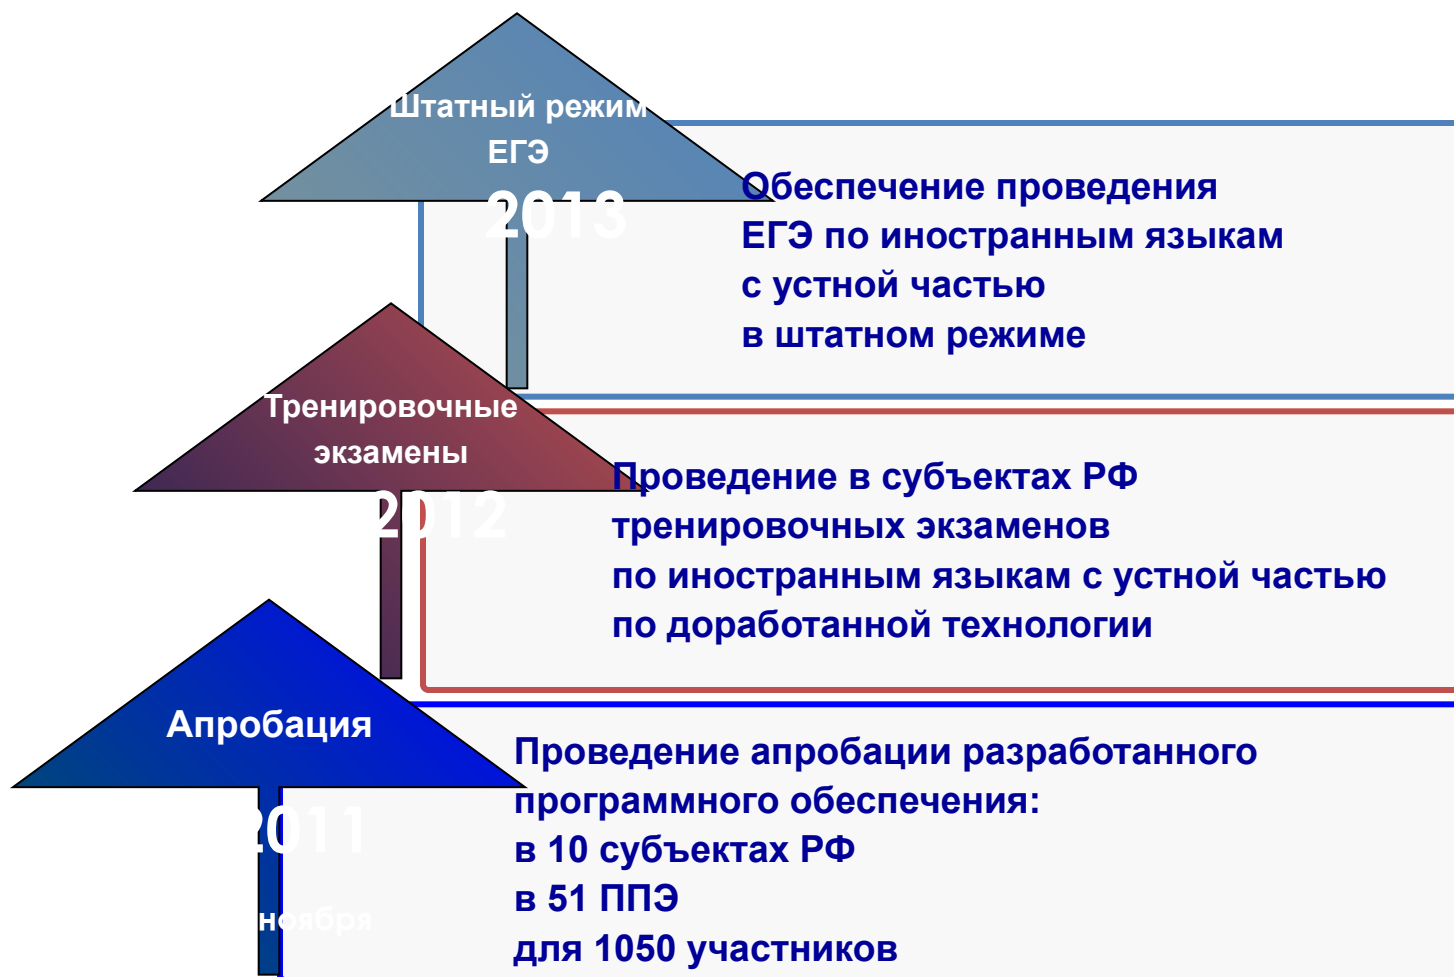 Штатный режим
ЕГЭ
2013
Обеспечение проведения
ЕГЭ по иностранным языкам
с устной частью
в штатном режиме
Тренировочные
экзамены
2012
Проведение в субъектах РФ
тренировочных экзаменов
по иностранным языкам с устной частью
по доработанной технологии
Апробация
2011
ноября
Проведение апробации разработанного
программного обеспечения:
в 10 субъектах РФ
в 51 ППЭ
для 1050 участников